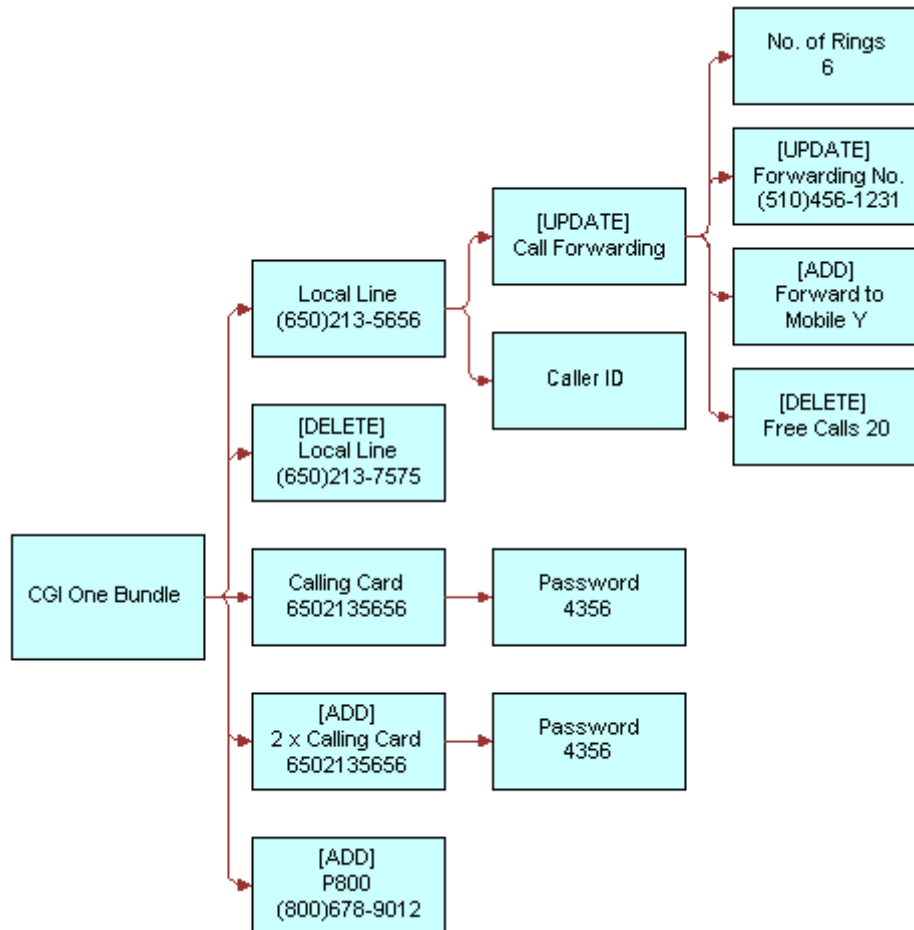 No. of Rings
6
[UPDATE]
Forwarding No.
(510)456-1231
[UPDATE]
Call Forwarding
[ADD]
Forward to
Mobile Y
Local Line
(650)213-5656
Caller ID
[DELETE]
Free Calls 20
[DELETE]
Local Line
(650)213-7575
CGI One Bundle
Calling Card
6502135656
Password
4356
[ADD]
2 x Calling Card
6502135656
Password
4356
[ADD]
P800
(800)678-9012